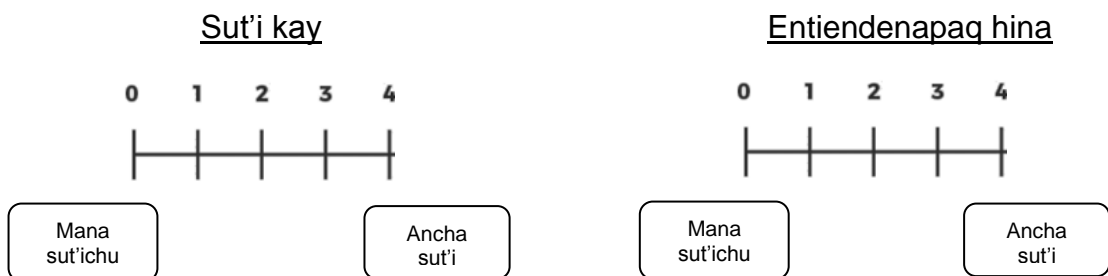 Sut’i kay
0 1 2 3 4
Mana
sut’ichu
Ancha
sut’i
Entiendenapaq hina
0 1 2 3 4
Mana
sut’ichu
Ancha
sut’i